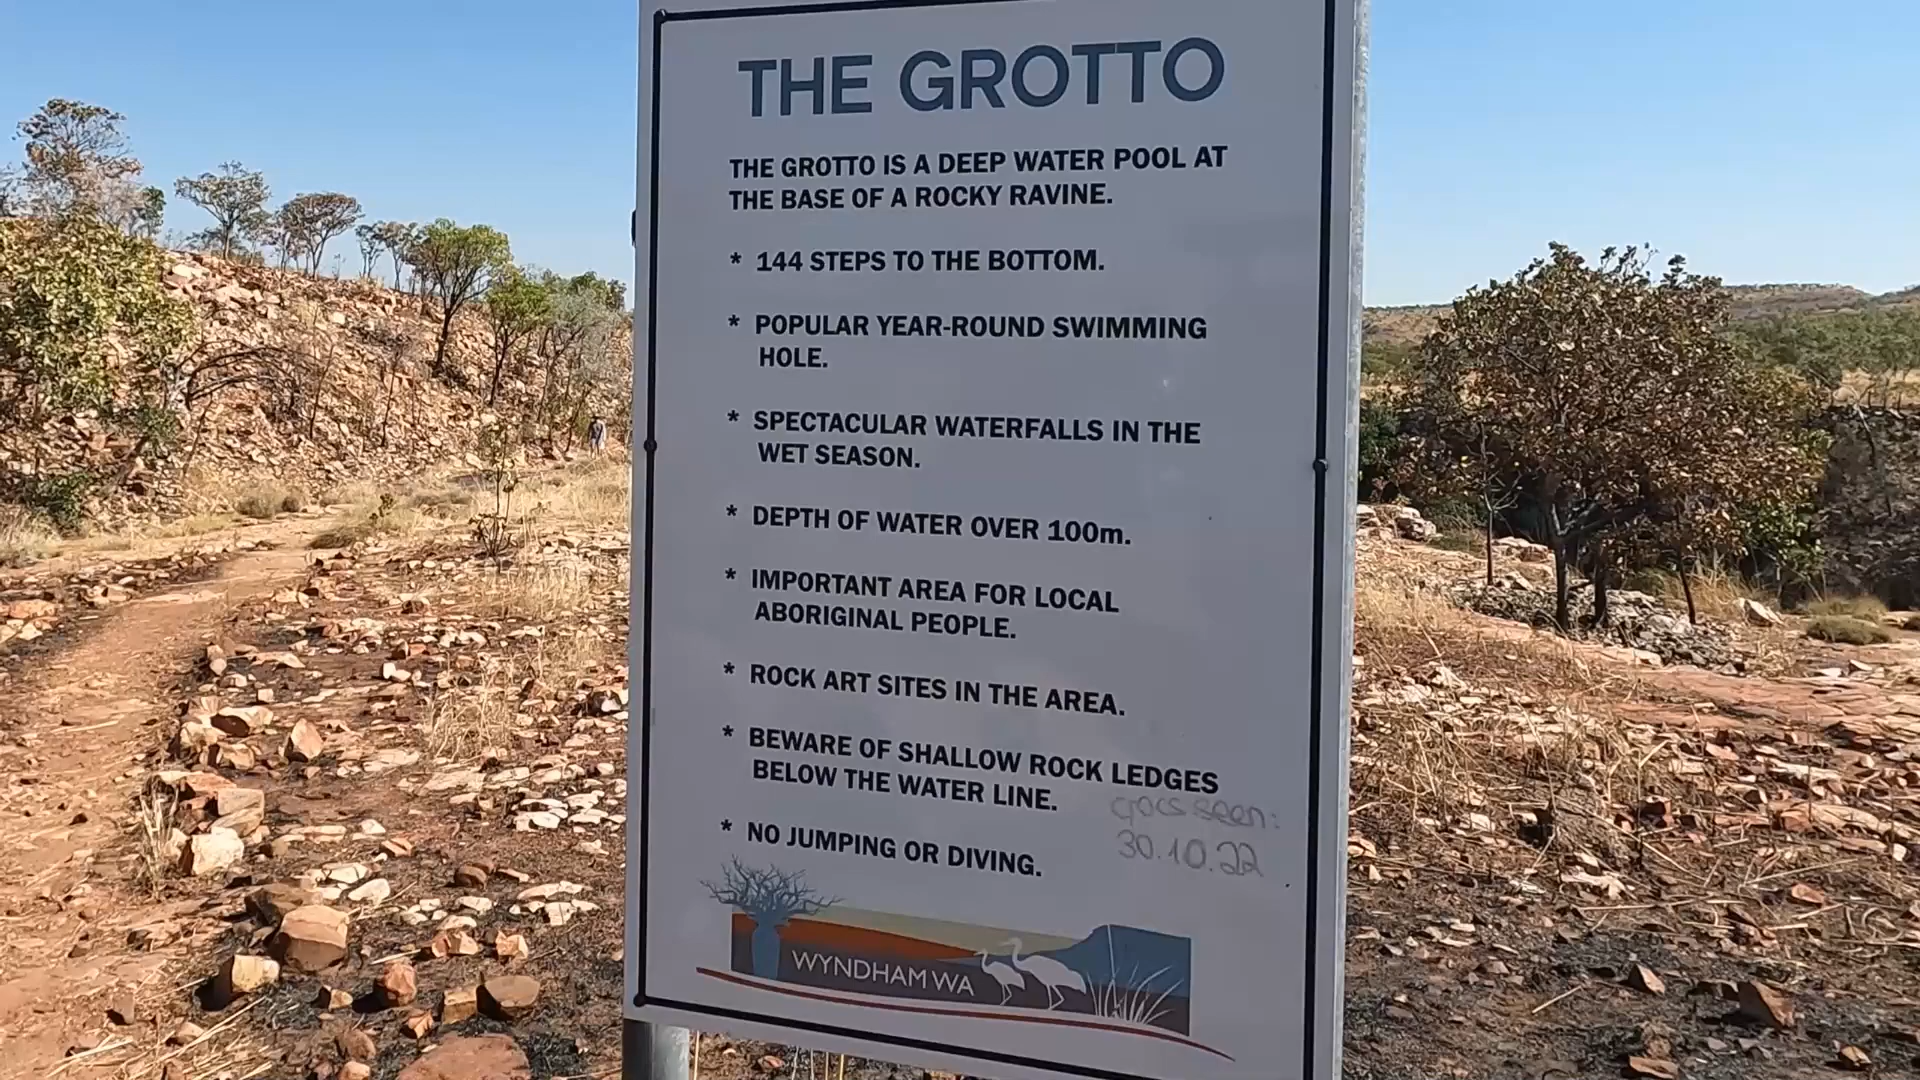 THE GROTTO
THE GROTTO IS A DEEP WATER POOL AT
THE BASE OF A ROCKY RAVINE.
* 144 STEPS TO THE BOTTOM.
* POPULAR YEAR-ROUND SWIMMING
HOLE.
* SPECTACULAR WATERFALLS IN THE
WET SEASON.
* DEPTH OF WATER OVER 100m.
* IMPORTANT AREA FOR LOCAL
ABORIGINAL PEOPLE.
* ROCK ART SITES IN THE AREA.
* BEWARE OF SHALLOW ROCK LEDGES
BELOW THE WATER LINE.
crocs seen:
30.10.22
* NO JUMPING OR DIVING.
WYNDHAM WA